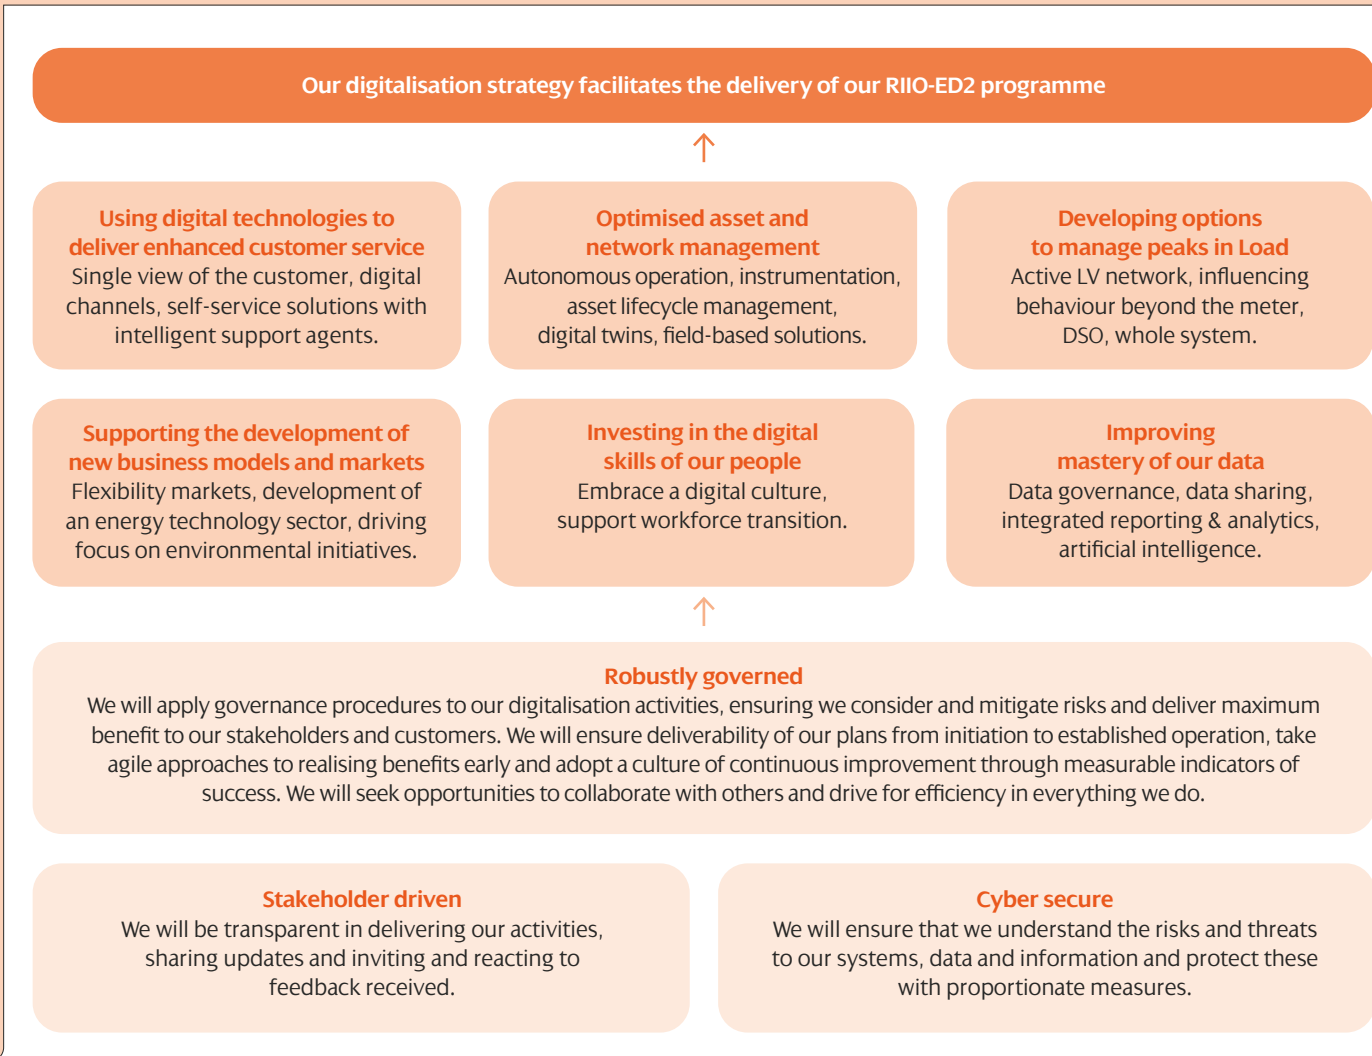 Our digitalisation strategy facilitates the delivery of our RIIO-ED2 programme
Using digital technologies to
deliver enhanced customer service
Single view of the customer, digital
channels, self-service solutions with
intelligent support agents.
Optimised asset and
network management
Autonomous operation, instrumentation,
asset lifecycle management,
digital twins, field-based solutions.
Developing options
to manage peaks in Load
Active LV network, influencing
behaviour beyond the meter,
DSO, whole system.
Supporting the development of
new business models and markets
Flexibility markets, development of
an energy technology sector, driving
focus on environmental initiatives.
Investing in the digital
skills of our people
Embrace a digital culture,
support workforce transition.
Improving
mastery of our data
Data governance, data sharing,
integrated reporting & analytics,
artificial intelligence.
Robustly governed
We will apply governance procedures to our digitalisation activities, ensuring we consider and mitigate risks and deliver maximum
benefit to our stakeholders and customers. We will ensure deliverability of our plans from initiation to established operation, take
agile approaches to realising benefits early and adopt a culture of continuous improvement through measurable indicators of
success. We will seek opportunities to collaborate with others and drive for efficiency in everything we do.
Stakeholder driven
We will be transparent in delivering our activities,
sharing updates and inviting and reacting to
feedback received.
Cyber secure
We will ensure that we understand the risks and threats
to our systems, data and information and protect these
with proportionate measures.